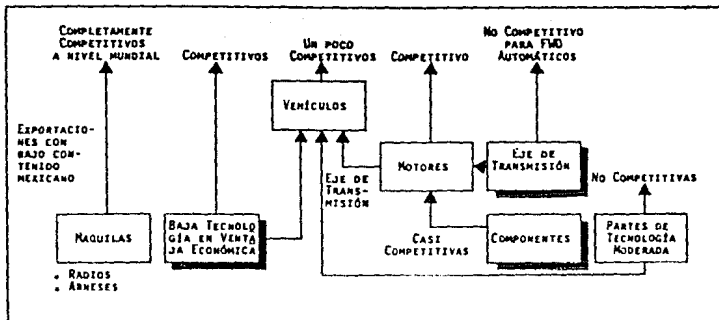 COMPLETAMENTE
COMPETITIVOS
A NIVEL MUNDIAL
COMPETITIVOS
UN POCO
COMPETITIVOS
COMPETITIVO
NO COMPETITIVO
PARA FWD
AUTOMÁTICOS
VEHÍCULOS
EXPORTACIO-
NES CON
BAJO CON-
TENIDO
MEXICANO
EJE DE
TRANS-
MISIÓN
MOTORES
EJE DE
TRANSMISIÓN
NO COMPETITIVAS
MAQUILAS
BAJA TECNOLO
GÍA EN VENTA
JA ECONÓMICA
CASI
COMPETITIVAS
COMPONENTES
PARTES DE
TECNOLOGÍA
MODERADA
* RADIOS
* ARNESES